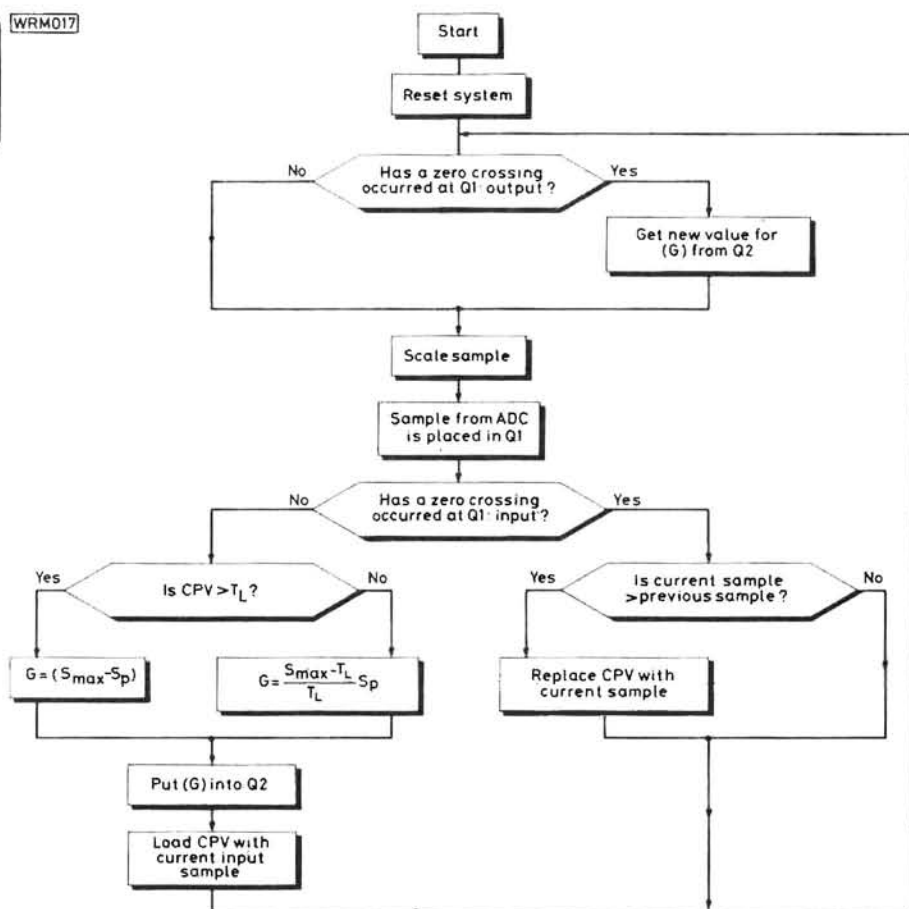 WRM017
Start
Reset system
No
Has a zero crossing
occurred at Q1 output?
Yes
Get new value for
(G) from Q2
Scale sample
Sample from ADC
is placed in Q1
No
Has a zero crossing
occurred at Q1 input?
Yes
Yes
Is CPV > T_L?
No
Yes
Is current sample
>previous sample?
No
G=(S_max-S_p)
G= (S_max-T_L)/T_L S_p
Replace CPV with
current sample
Put (G) into Q2
Load CPV with
current input
sample